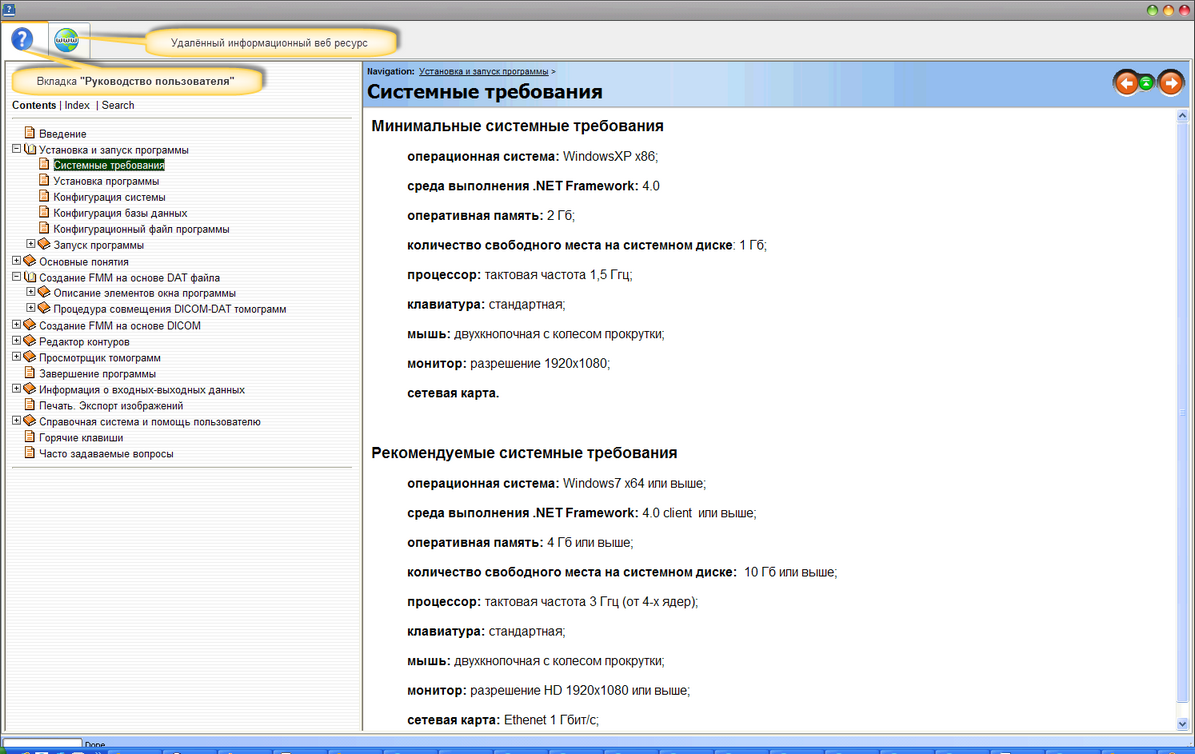 www
Удалённый информационный веб ресурс
Вкладка "Руководство пользователя"
Contents | Index | Search
Введение
Установка и запуск программы
Системные требования
Установка программы
Конфигурация системы
Конфигурация базы данных
Конфигурационный файл программы
Запуск программы
Основные понятия
Создание FMM на основе DAT файла
Описание элементов окна программы
Процедура совмещения DICOM-DAT томограмм
Создание FMM на основе DICOM
Редактор контуров
Просмотрщик томограмм
Завершение программы
Информация о входных-выходных данных
Печать. Экспорт изображений
Справочная система и помощь пользователю
Горячие клавиши
Часто задаваемые вопросы
Navigation: Установка и запуск программы >
Системные требования
Минимальные системные требования
операционная система: WindowsXP x86;
среда выполнения .NET Framework: 4.0
оперативная память: 2 Гб;
количество свободного места на системном диске: 1 Гб;
процессор: тактовая частота 1,5 Ггц;
клавиатура: стандартная;
мышь: двухкнопочная с колесом прокрутки;
монитор: разрешение 1920x1080;
сетевая карта.
Рекомендуемые системные требования
операционная система: Windows7 x64 или выше;
среда выполнения .NET Framework: 4.0 client или выше;
оперативная память: 4 Гб или выше;
количество свободного места на системном диске: 10 Гб или выше;
процессор: тактовая частота 3 Ггц (от 4-х ядер);
клавиатура: стандартная;
мышь: двухкнопочная с колесом прокрутки;
монитор: разрешение HD 1920x1080 или выше;
сетевая карта: Ethenet 1 Гбит/с;
Done